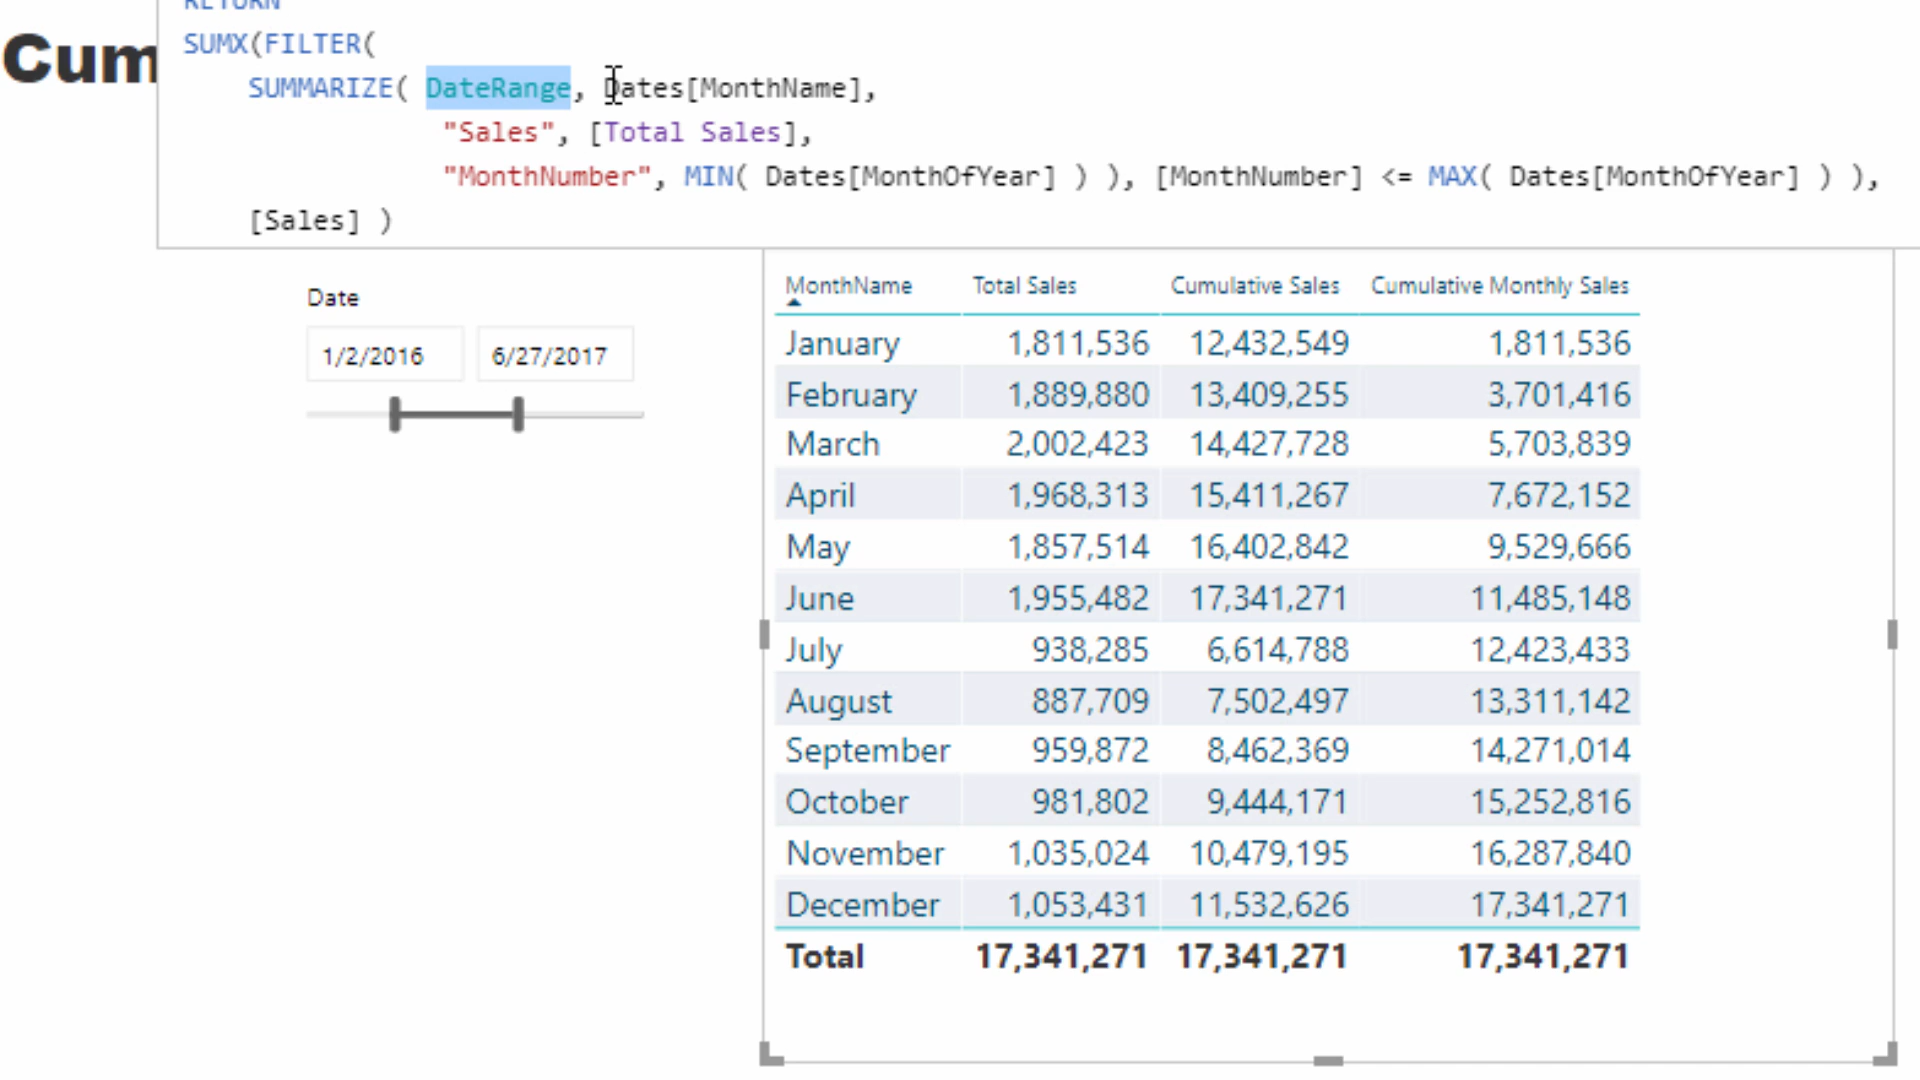 RETURN
Cum
SUMX(FILTER(
SUMMARIZE( DateRange, Dates[MonthName],
"Sales", [Total Sales],
"MonthNumber", MIN( Dates[MonthOfYear] ) ), [MonthNumber] <= MAX( Dates[MonthOfYear] ) ),
[Sales] )
Date
1/2/2016 6/27/2017
MonthName Total Sales Cumulative Sales Cumulative Monthly Sales
January 1,811,536 12,432,549 1,811,536
February 1,889,880 13,409,255 3,701,416
March 2,002,423 14,427,728 5,703,839
April 1,968,313 15,411,267 7,672,152
May 1,857,514 16,402,842 9,529,666
June 1,955,482 17,341,271 11,485,148
July 938,285 6,614,788 12,423,433
August 887,709 7,502,497 13,311,142
September 959,872 8,462,369 14,271,014
October 981,802 9,444,171 15,252,816
November 1,035,024 10,479,195 16,287,840
December 1,053,431 11,532,626 17,341,271
Total 17,341,271 17,341,271 17,341,271